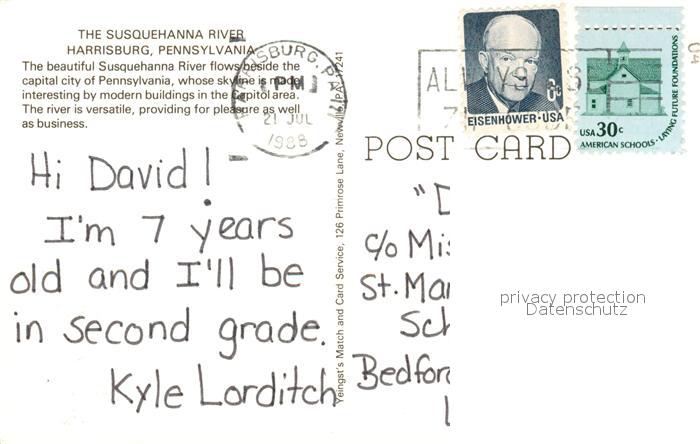 THE SUSQUEHANNA RIVER
HARRISBURG, PENNSYLVANIA
The beautiful Susquehanna River flows beside the
capital city of Pennsylvania, whose skyline is made
interesting by modern buildings in the Capitol area.
The river is versatile, providing for pleasure as well
as business.
HARRISBURG, PA
PM
21 JUL
1988
Hi David!
I'm 7 years
old and I'll be
in second grade.
Kyle Lorditch
Yeingst's Match and Card Service, 126 Primrose Lane, Newville, PA 17241
EISENHOWER · USA
USA 30c
AMERICAN SCHOOLS · LAYING FUTURE FOUNDATIONS
POST CARD
"D
c/o Mis
St. Mar
Sch
Bedford
privacy protection
Datenschutz